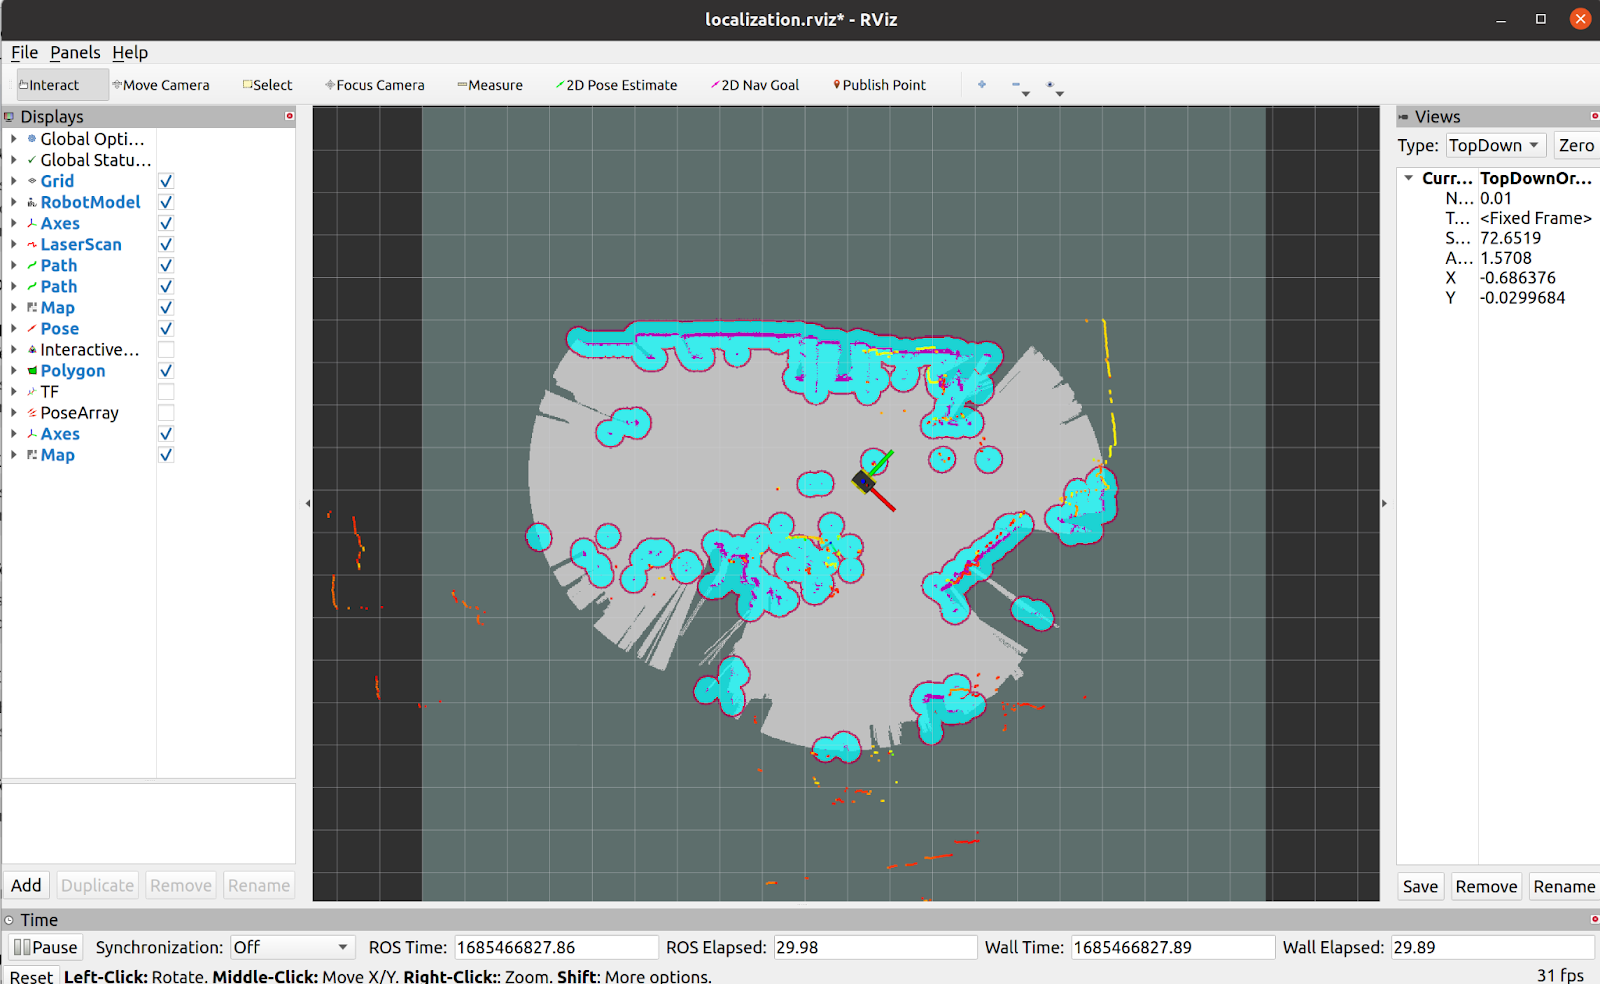 localization.rviz* - RViz
File Panels Help
Interact Move Camera Select Focus Camera Measure 2D Pose Estimate 2D Nav Goal Publish Point
Displays
Global Opti...
Global Statu...
Grid
RobotModel
Axes
LaserScan
Path
Path
Map
Pose
Interactive...
Polygon
TF
PoseArray
Axes
Map
Add Duplicate Remove Rename
Views
Type: TopDown Zero
Curr... TopDownOr...
N... 0.01
T... <Fixed Frame>
S... 72.6519
A... 1.5708
X -0.686376
Y -0.0299684
Save Remove Rename
Time
Pause Synchronization: Off ROS Time: 1685466827.86 ROS Elapsed: 29.98 Wall Time: 1685466827.89 Wall Elapsed: 29.89
Reset Left-Click: Rotate. Middle-Click: Move X/Y. Right-Click:: Zoom. Shift: More options. 31 fps